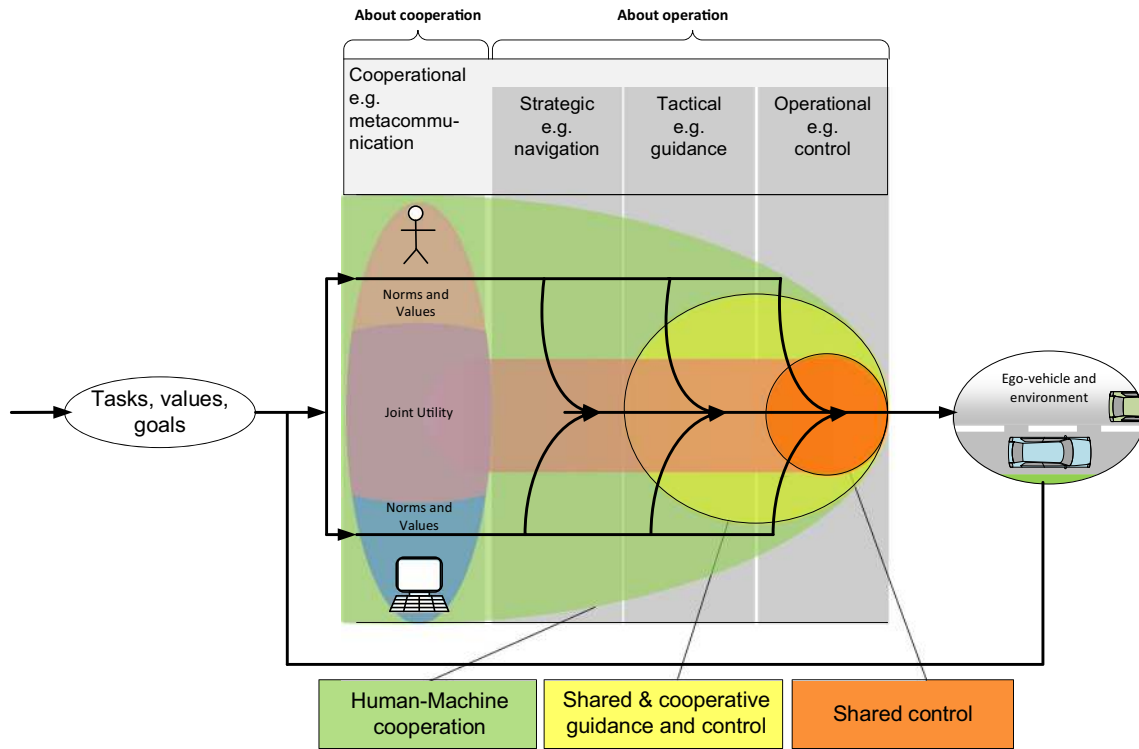 About cooperation
About operation
Cooperational
e.g.
metacommu-
nication
Strategic
e.g.
navigation
Tactical
e.g.
guidance
Operational
e.g.
control
Norms and
Values
Tasks, values,
goals
Joint Utility
Ego-vehicle and
environment
Norms and
Values
Human-Machine
cooperation
Shared & cooperative
guidance and control
Shared control